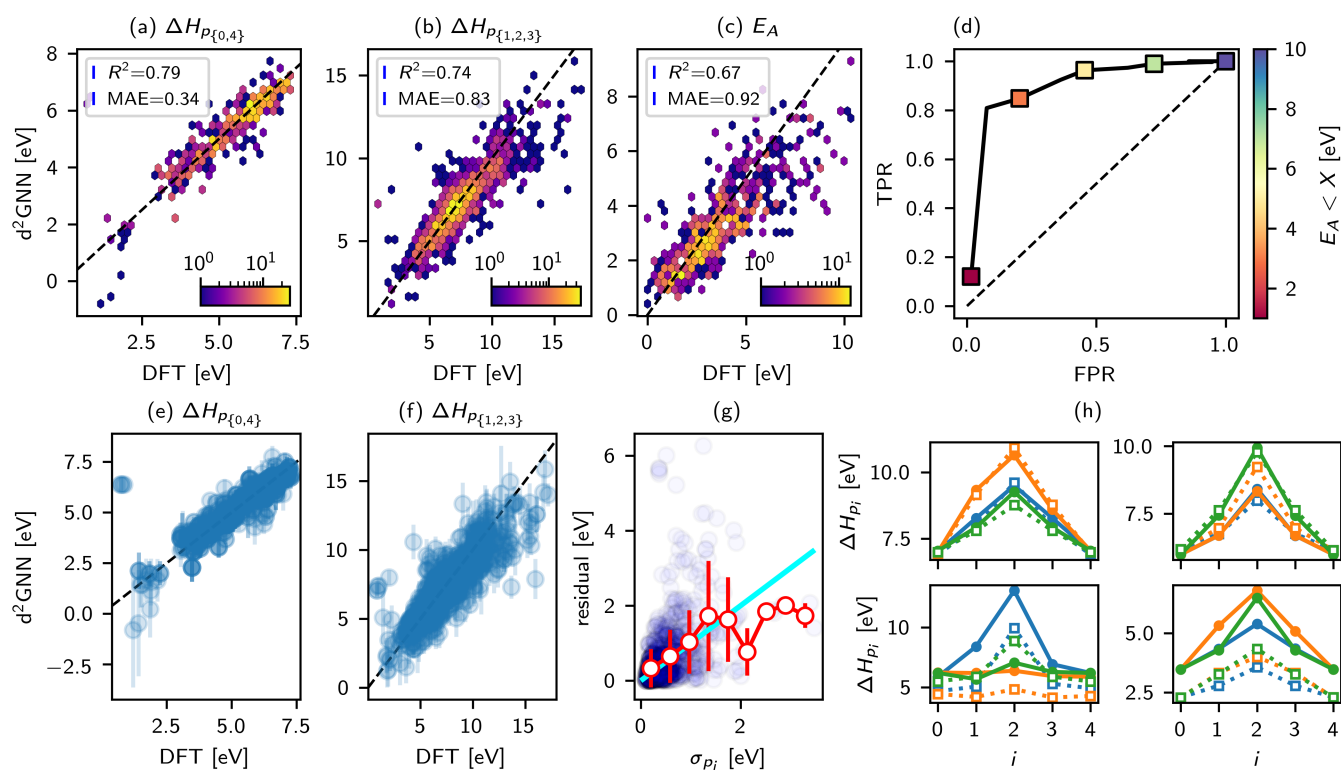 (a) ΔH_{p_{\{0,4\}}}
R²=0.79
MAE=0.34
8
6
4
2
0
d²GNN [eV]
10⁰ 10¹
2.5 5.0 7.5
DFT [eV]
(b) ΔH_{p_{\{1,2,3\}}}
R²=0.74
MAE=0.83
15
10
5
10⁰ 10¹
5 10 15
DFT [eV]
(c) E_A
R²=0.67
MAE=0.92
8
6
4
2
0
10⁰ 10¹
0 2 4 6 8 10
DFT [eV]
(d)
1.0
0.8
0.6
0.4
0.2
0.0
TPR
0.0 0.5 1.0
FPR
10
8
6
4
2
E_A < X [eV]
(e) ΔH_{p_{\{0,4\}}}
7.5
5.0
2.5
0.0
−2.5
d²GNN [eV]
2.5 5.0 7.5
DFT [eV]
(f) ΔH_{p_{\{1,2,3\}}}
15
10
5
0
5 10 15
DFT [eV]
(g)
6
4
2
0
residual
0 2
σ_{p_i} [eV]
(h)
10.0
7.5
ΔH_{p_i} [eV]
10.0
7.5
10
5
ΔH_{p_i} [eV]
0 1 2 3 4
i
5.0
2.5
0 1 2 3 4
i